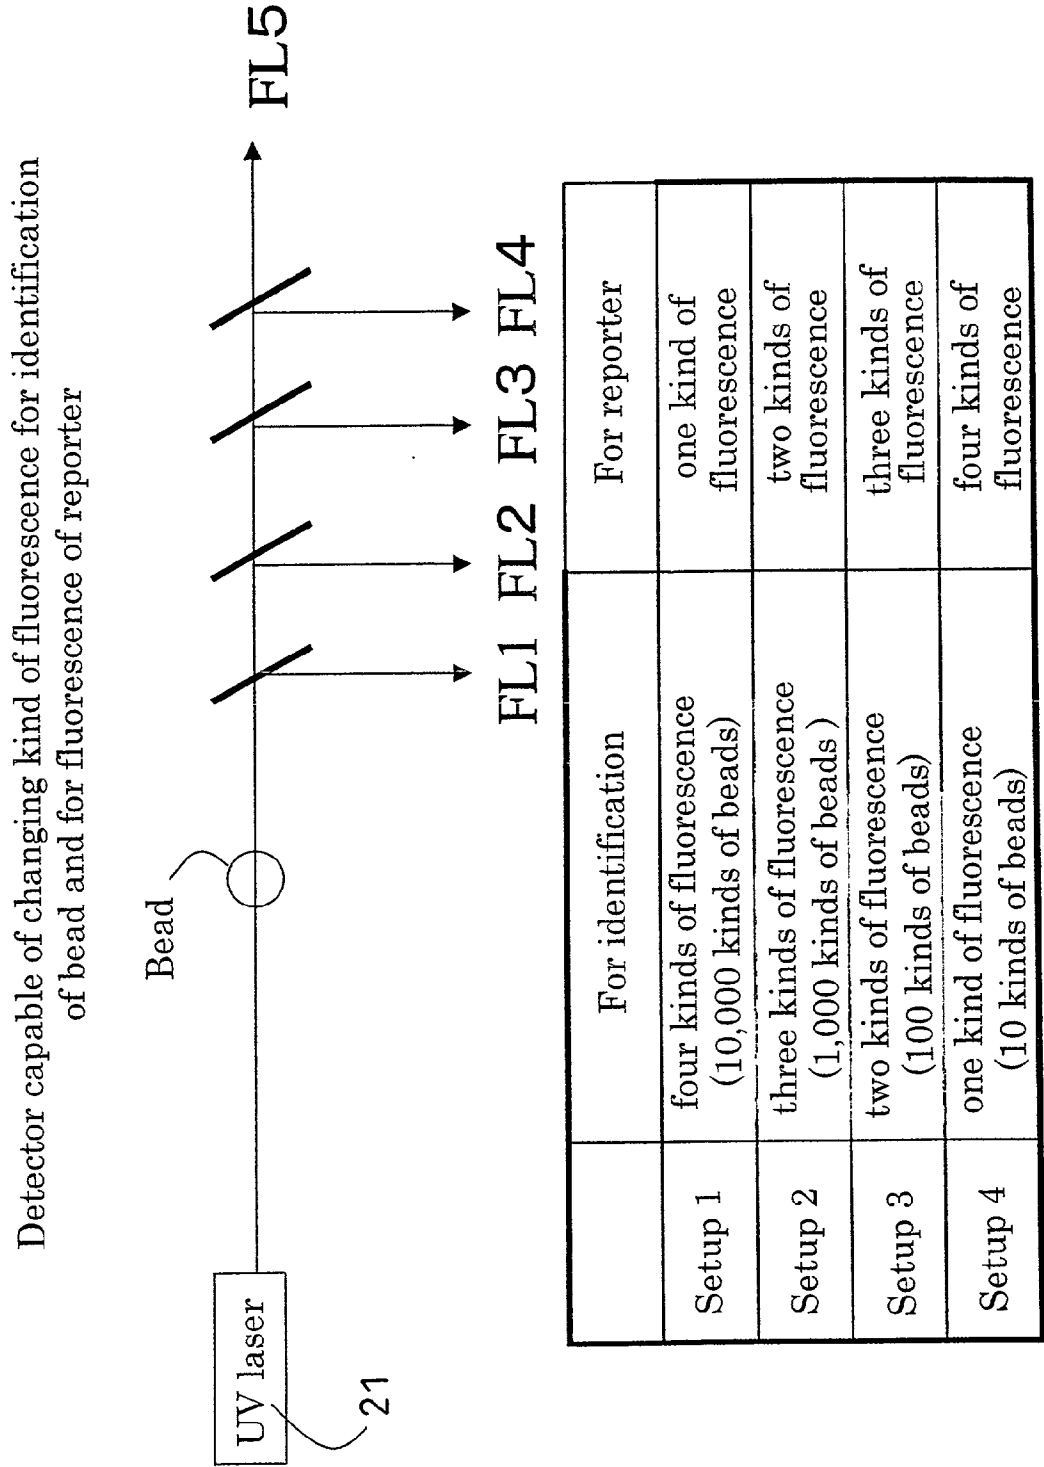 Detector capable of changing kind of fluorescence for identification
of bead and for fluorescence of reporter
Bead
UV laser
21
FL5
FL1 FL2 FL3 FL4
For identification
For reporter
Setup 1
four kinds of fluorescence
(10,000 kinds of beads)
one kind of
fluorescence
Setup 2
three kinds of fluorescence
(1,000 kinds of beads )
two kinds of
fluorescence
Setup 3
two kinds of fluorescence
(100 kinds of beads)
three kinds of
fluorescence
Setup 4
one kind of fluorescence
(10 kinds of beads)
four kinds of
fluorescence